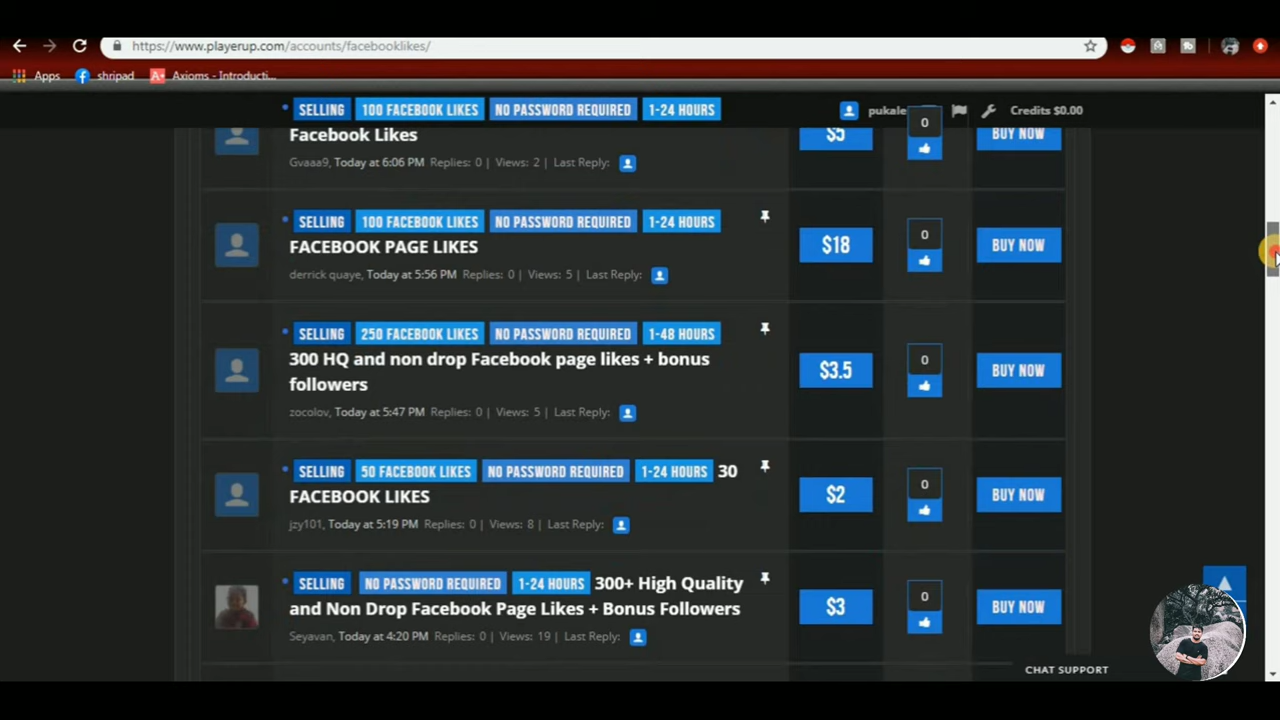 https://www.playerup.com/accounts/facebooklikes/
Apps shripad A+ Axioms - Introducti...
SELLING 100 FACEBOOK LIKES NO PASSWORD REQUIRED 1-24 HOURS
pukale
0
Credits $0.00
Facebook Likes
$5
BUY NOW
Gvaaa9, Today at 6:06 PM Replies: 0 | Views: 2 | Last Reply:
SELLING 100 FACEBOOK LIKES NO PASSWORD REQUIRED 1-24 HOURS
FACEBOOK PAGE LIKES
$18
0
BUY NOW
derrick quaye, Today at 5:56 PM Replies: 0 | Views: 5 | Last Reply:
SELLING 250 FACEBOOK LIKES NO PASSWORD REQUIRED 1-48 HOURS
300 HQ and non drop Facebook page likes + bonus
followers
$3.5
0
BUY NOW
zocolov, Today at 5:47 PM Replies: 0 | Views: 5 | Last Reply:
SELLING 50 FACEBOOK LIKES NO PASSWORD REQUIRED 1-24 HOURS 30
FACEBOOK LIKES
$2
0
BUY NOW
jzy101, Today at 5:19 PM Replies: 0 | Views: 8 | Last Reply:
SELLING NO PASSWORD REQUIRED 1-24 HOURS 300+ High Quality
and Non Drop Facebook Page Likes + Bonus Followers
$3
0
BUY NOW
Seyavan, Today at 4:20 PM Replies: 0 | Views: 19 | Last Reply:
CHAT SUPPORT